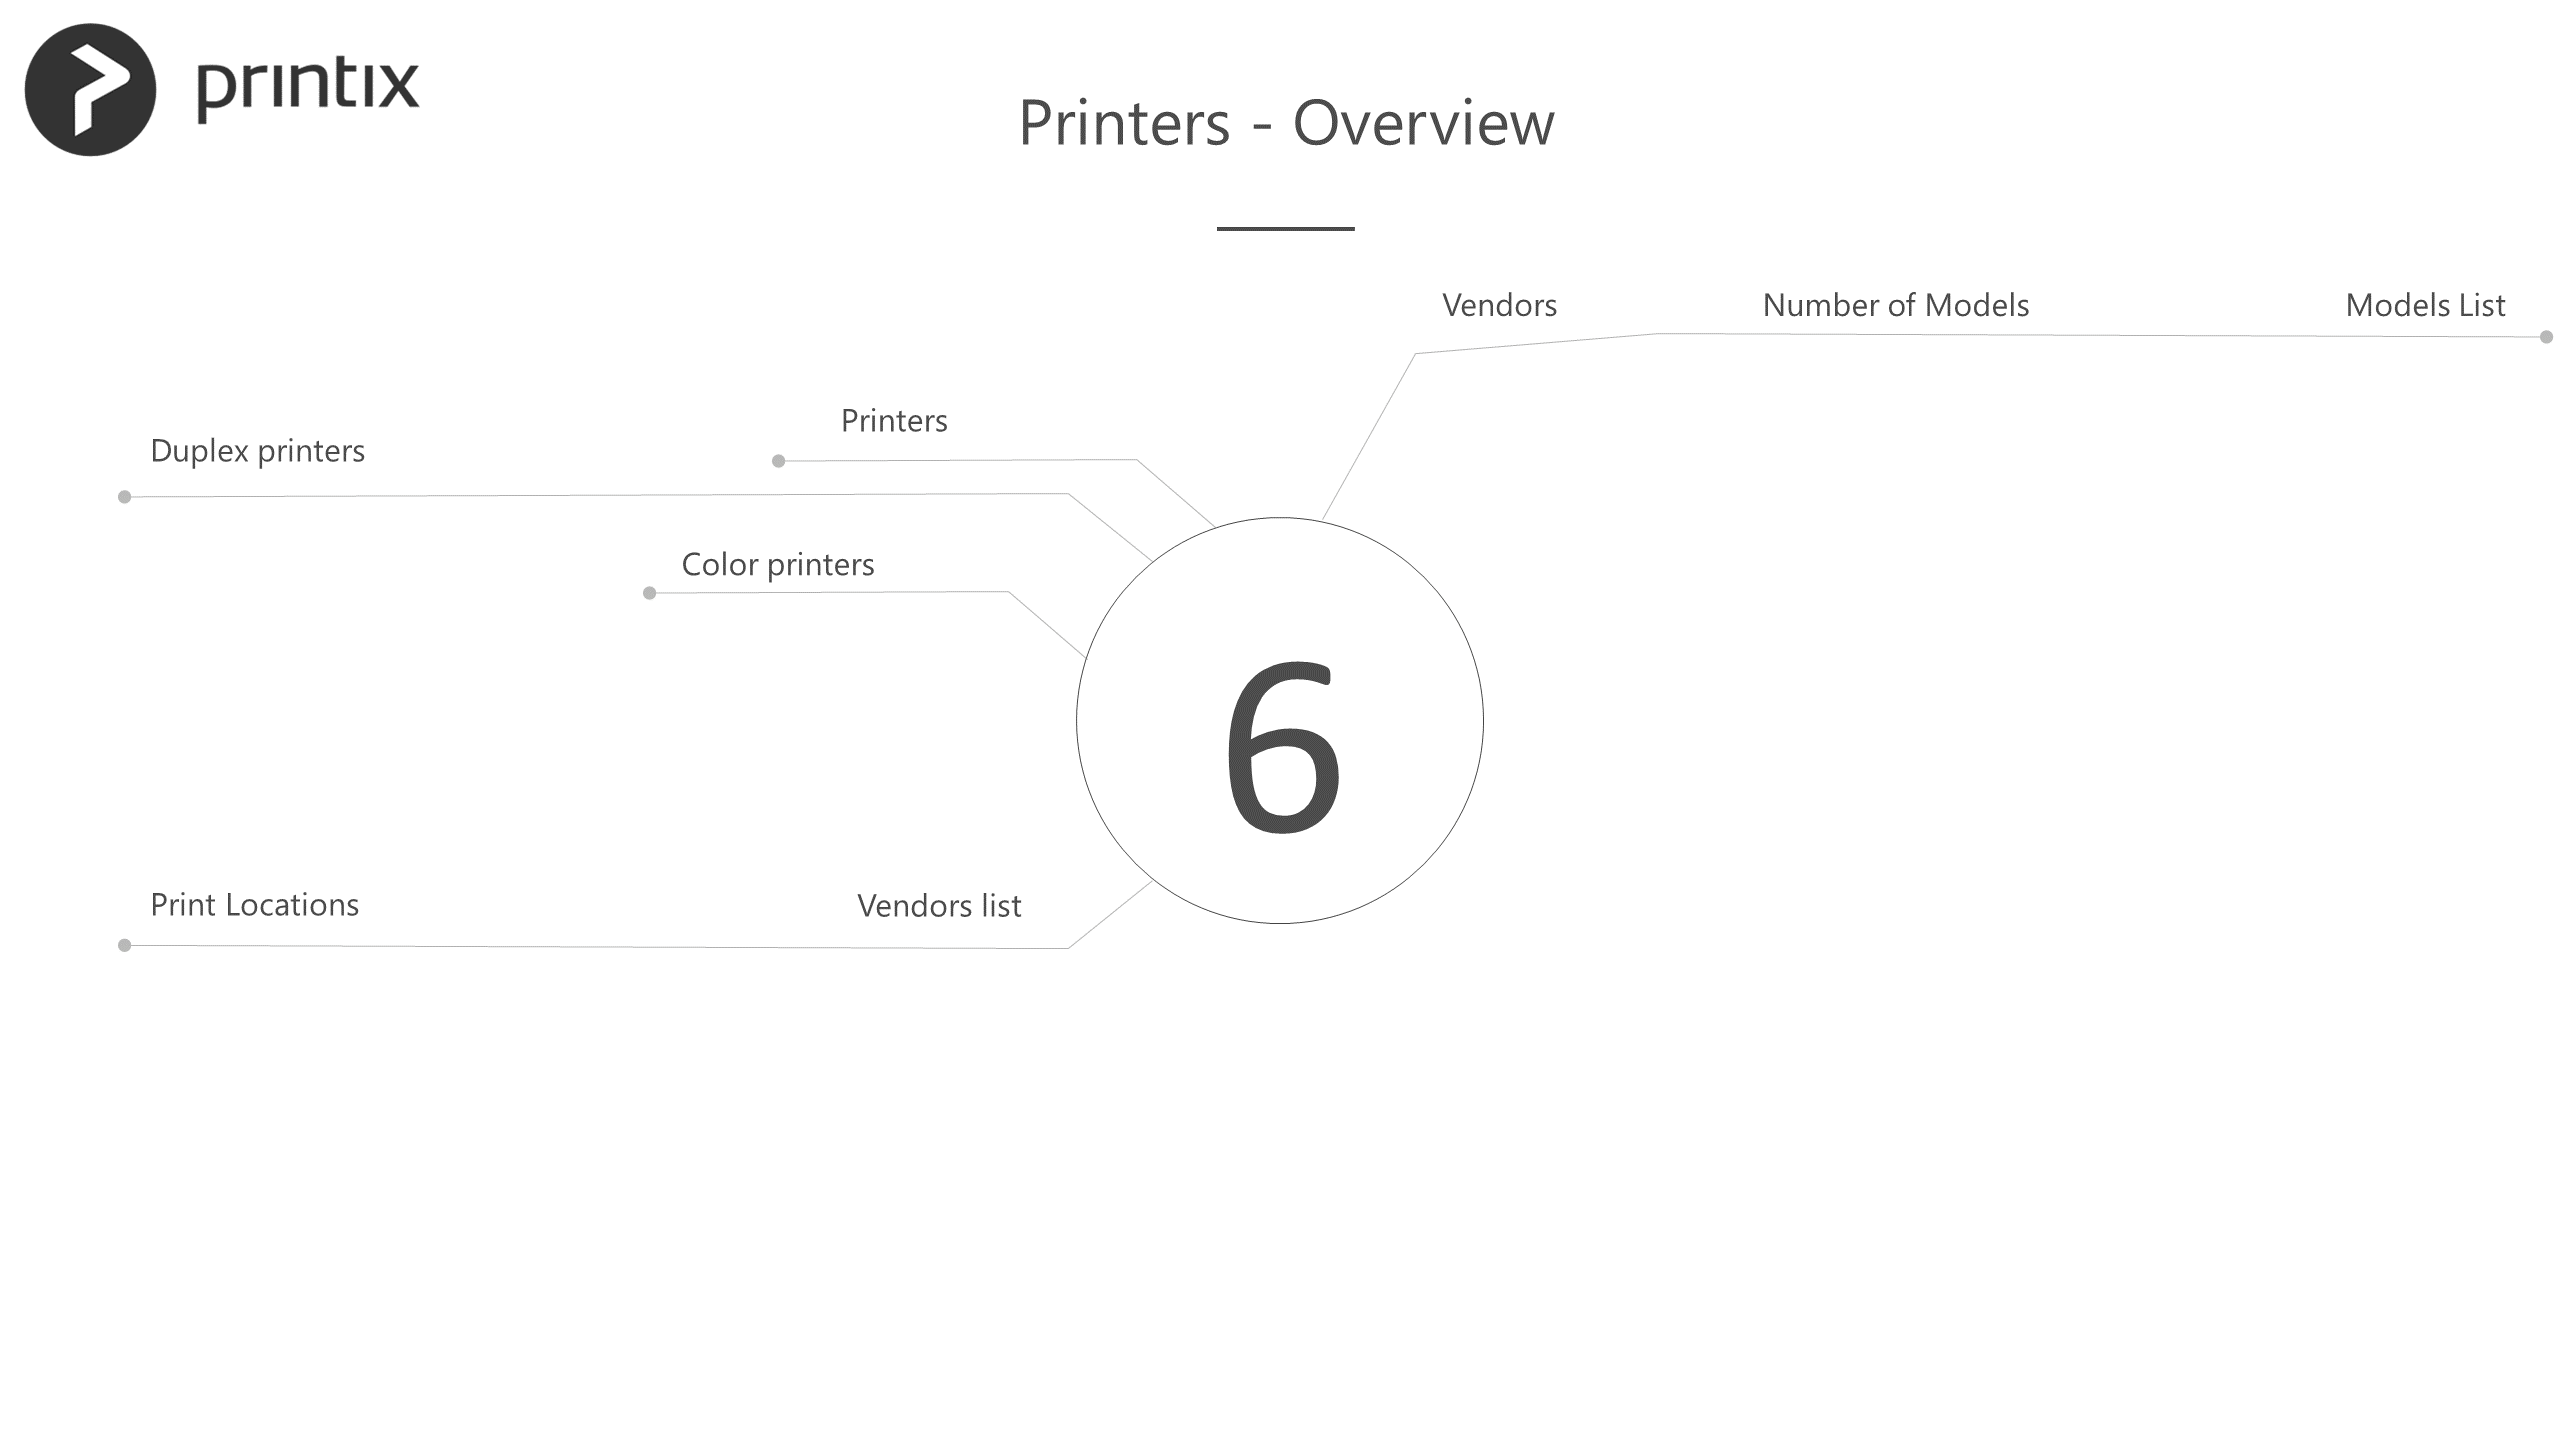 printix
Printers - Overview
Vendors
Number of Models
Models List
Printers
Duplex printers
Color printers
6
Print Locations
Vendors list